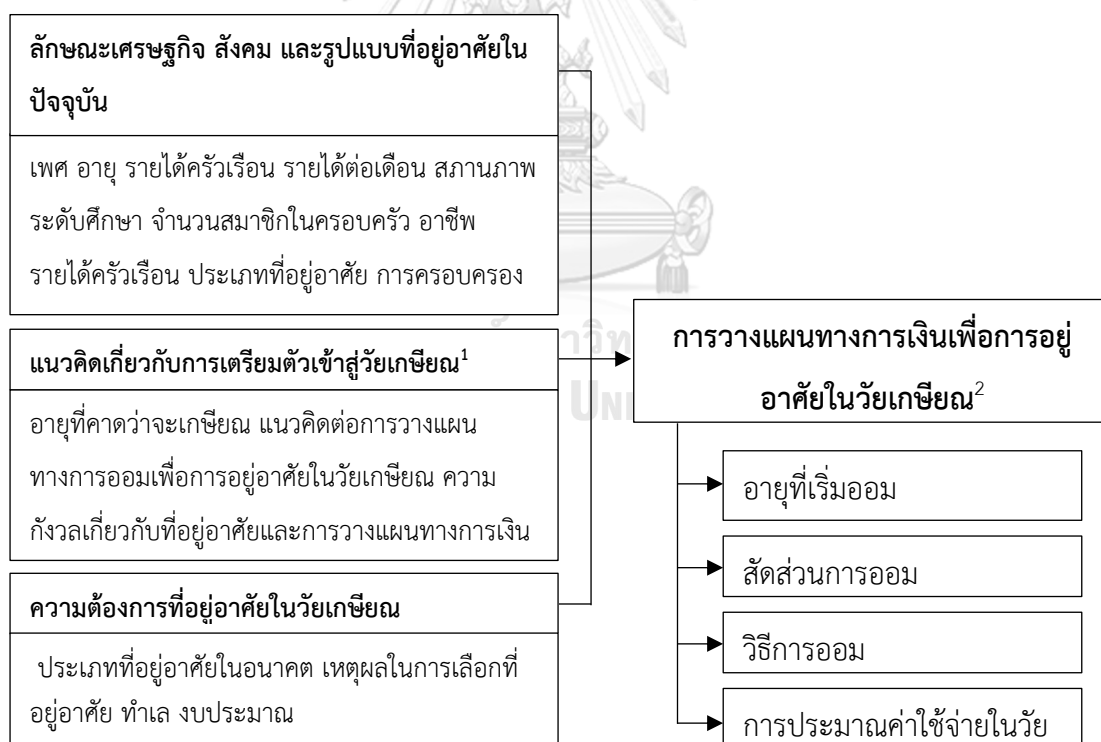 ลักษณะเศรษฐกิจ สังคม และรูปแบบที่อยู่อาศัยใน
ปัจจุบัน
เพศ อายุ รายได้ครัวเรือน รายได้ต่อเดือน สถานภาพ
ระดับศึกษา จำนวนสมาชิกในครอบครัว อาชีพ
รายได้ครัวเรือน ประเภทที่อยู่อาศัย การครอบครอง
แนวคิดเกี่ยวกับการเตรียมตัวเข้าสู่วัยเกษียณ¹
อายุที่คาดว่าจะเกษียณ แนวคิดต่อการวางแผน
ทางการออมเพื่อการอยู่อาศัยในวัยเกษียณ ความ
กังวลเกี่ยวกับที่อยู่อาศัยและการวางแผนทางการเงิน
ความต้องการที่อยู่อาศัยในวัยเกษียณ
ประเภทที่อยู่อาศัยในอนาคต เหตุผลในการเลือกที่
อยู่อาศัย ทำเล งบประมาณ
การวางแผนทางการเงินเพื่อการอยู่
อาศัยในวัยเกษียณ²
อายุที่เริ่มออม
สัดส่วนการออม
วิธีการออม
การประมาณค่าใช้จ่ายในวัย